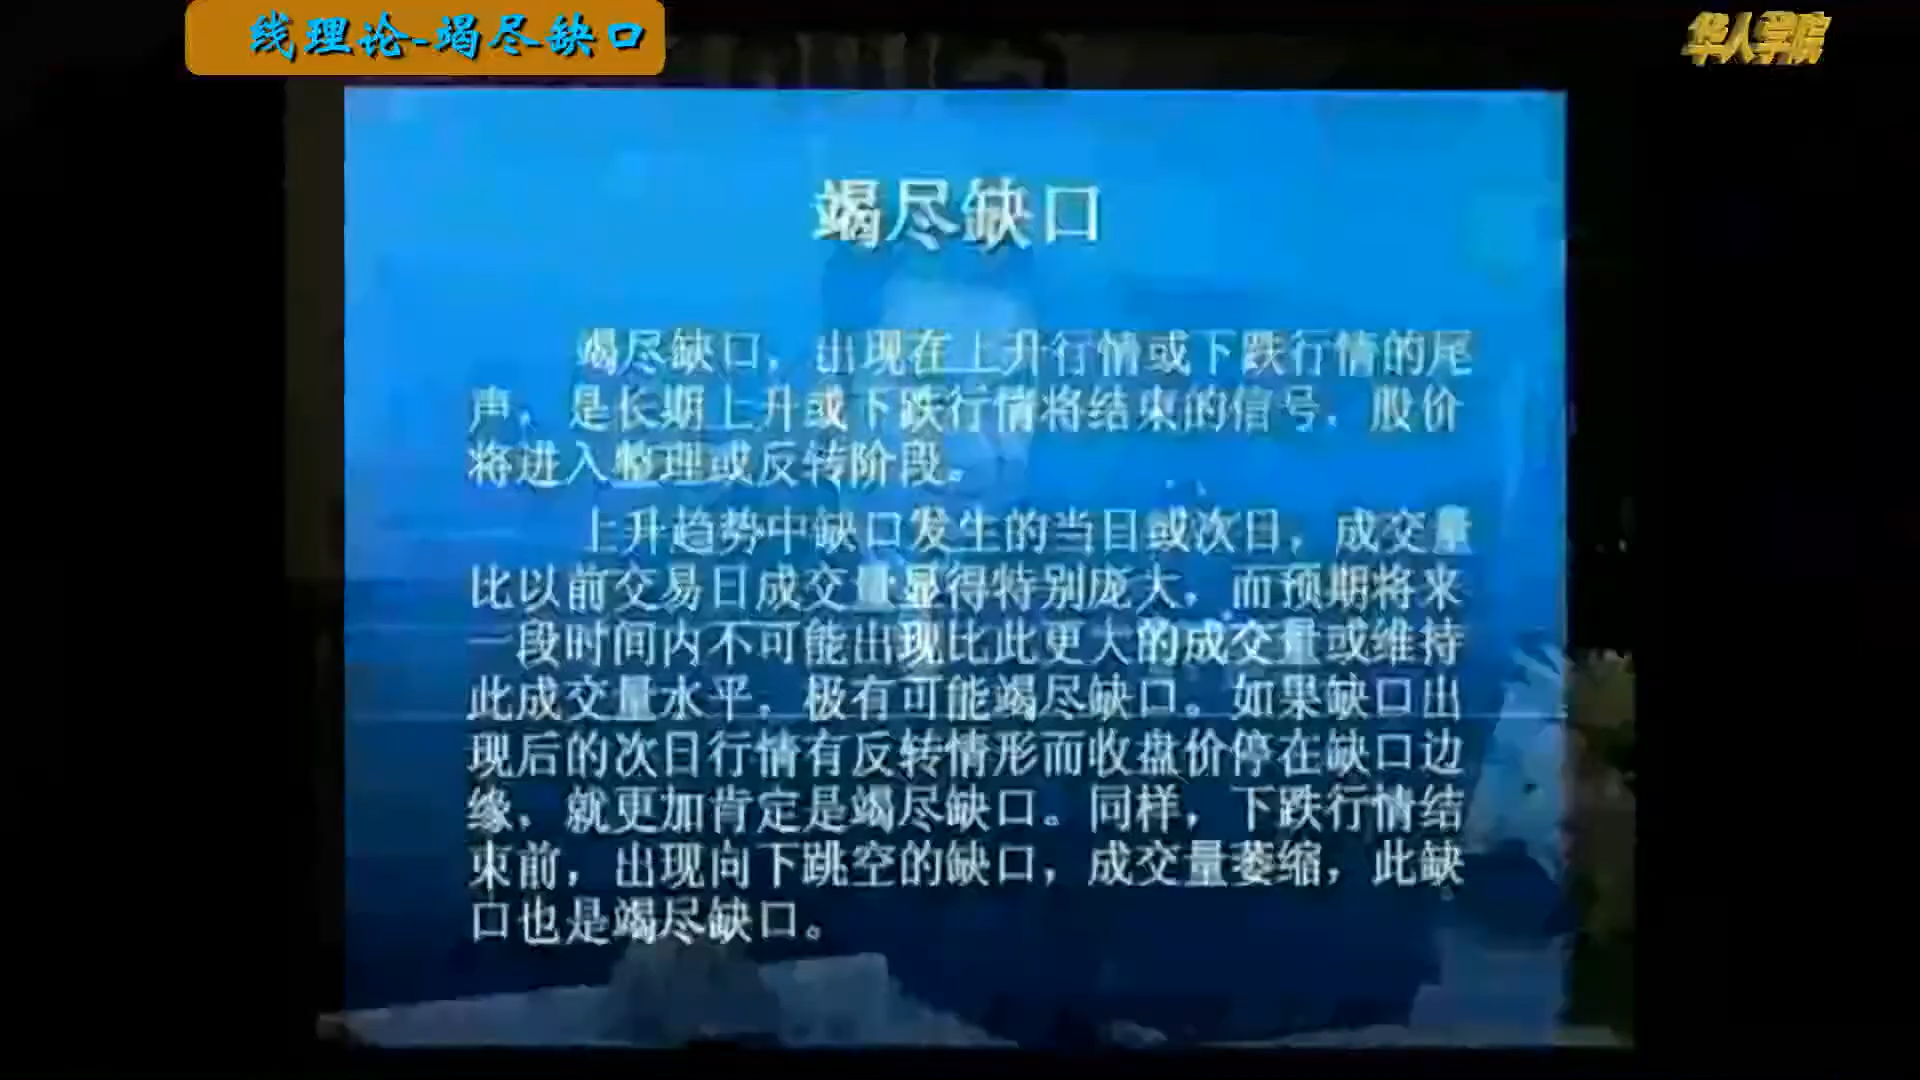 线理论-竭尽缺口
华人学院
竭尽缺口
竭尽缺口，出现在上升行情或下跌行情的尾
声，是长期上升或下跌行情将结束的信号，股价
将进入整理或反转阶段。
上升趋势中缺口发生的当日或次日，成交量
比以前交易日成交量显得特别庞大，而预期将来
一段时间内不可能出现比此更大的成交量或维持
此成交量水平，极有可能竭尽缺口。如果缺口出
现后的次日行情有反转情形而收盘价停在缺口边
缘，就更加肯定是竭尽缺口。同样，下跌行情结
束前，出现向下跳空的缺口，成交量萎缩，此缺
口也是竭尽缺口。